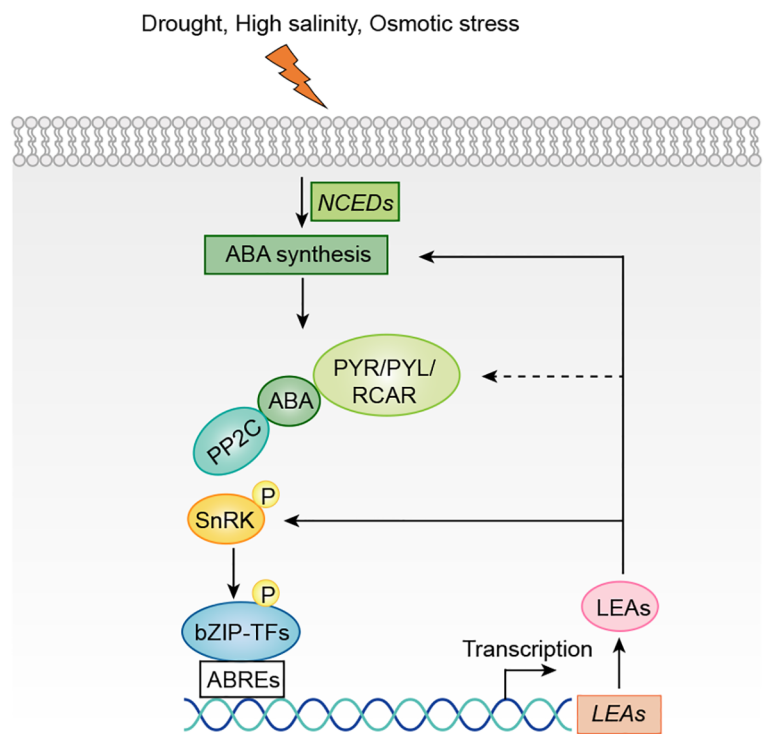 Drought, High salinity, Osmotic stress
NCEDs
ABA synthesis
PYR/PYL/
RCAR
ABA
PP2C
P
SnRK
P
bZIP-TFs
LEAs
Transcription
ABREs
LEAs